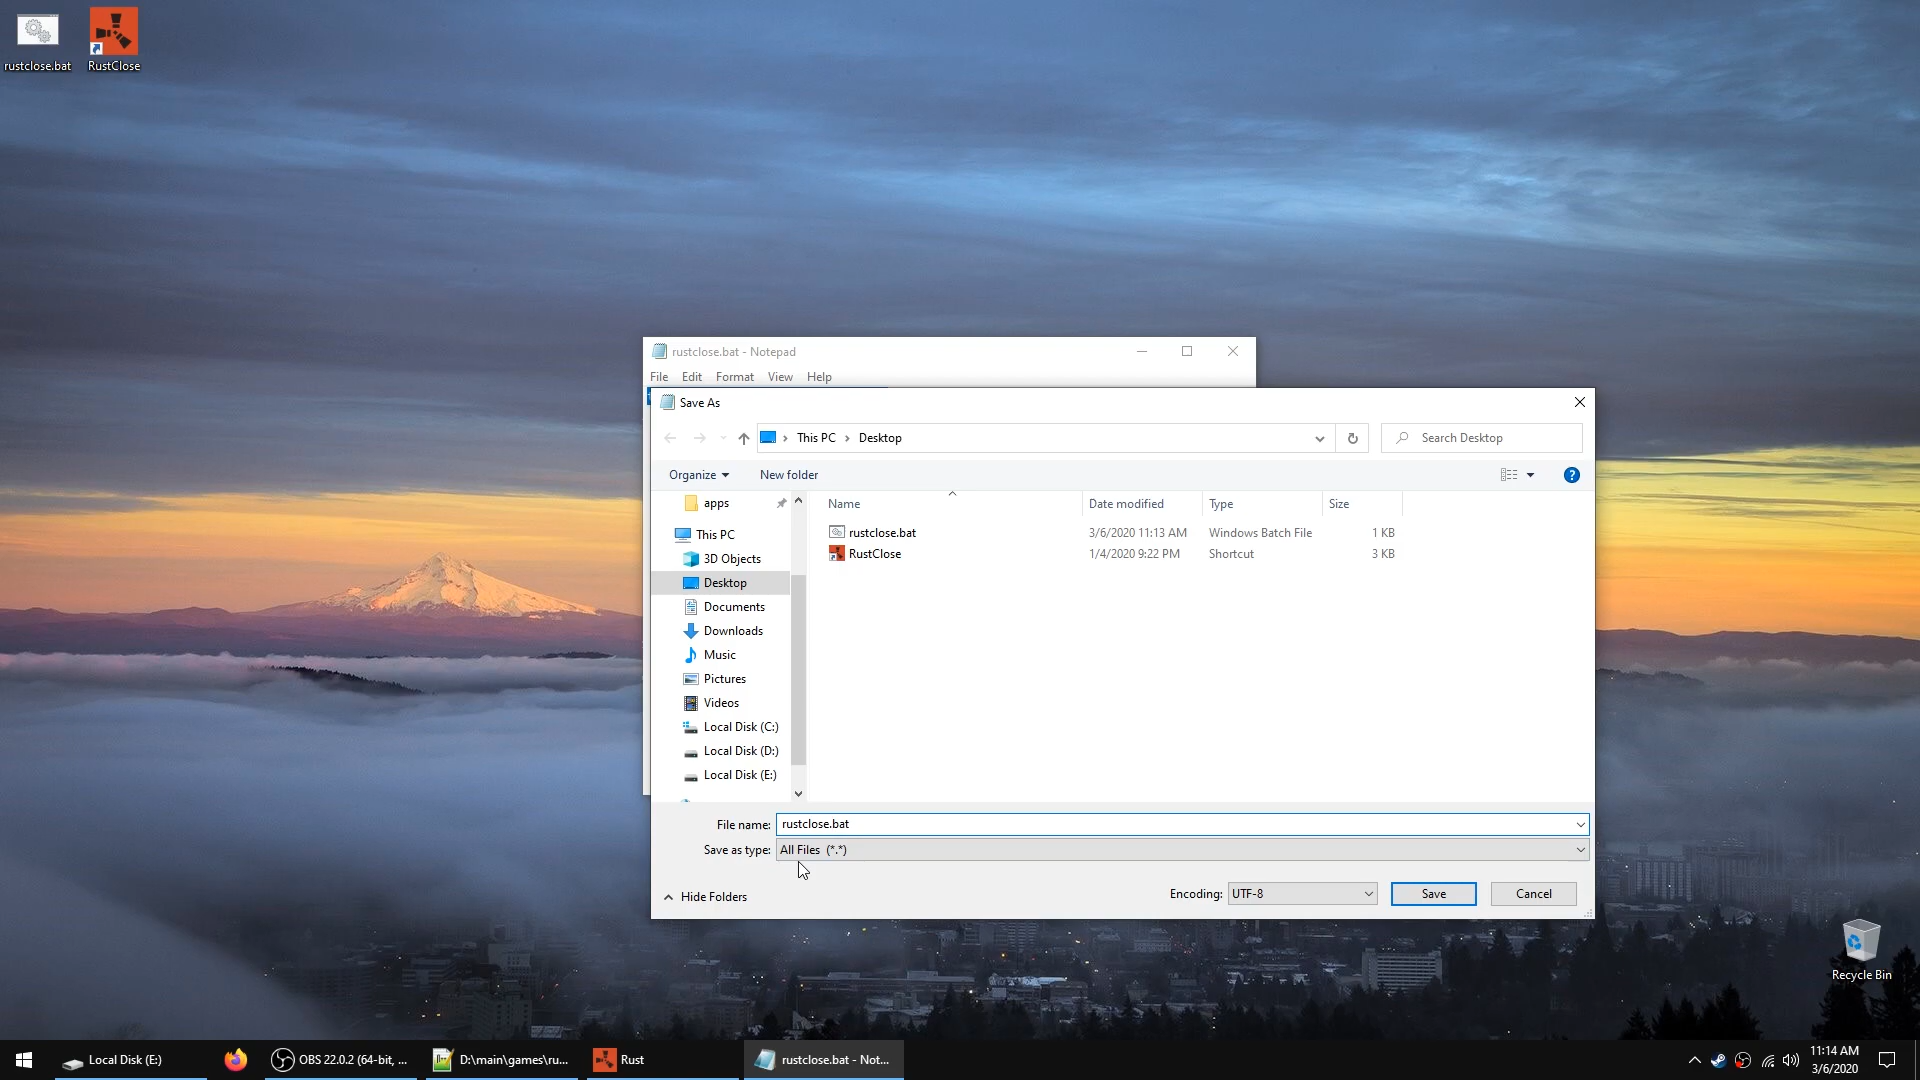 rustclose.bat
RustClose
rustclose.bat - Notepad
File Edit Format View Help
Save As
This PC Desktop
Search Desktop
Organize New folder
apps
This PC
3D Objects
Desktop
Documents
Downloads
Music
Pictures
Videos
Local Disk (C:)
Local Disk (D:)
Local Disk (E:)
Name Date modified Type Size
rustclose.bat 3/6/2020 11:13 AM Windows Batch File 1 KB
RustClose 1/4/2020 9:22 PM Shortcut 3 KB
File name: rustclose.bat
Save as type: All Files (*.*)
Hide Folders
Encoding: UTF-8
Save
Cancel
Recycle Bin
Local Disk (E:)
OBS 22.0.2 (64-bit, ...
D:\main\games\ru...
Rust
rustclose.bat - Not...
11:14 AM
3/6/2020